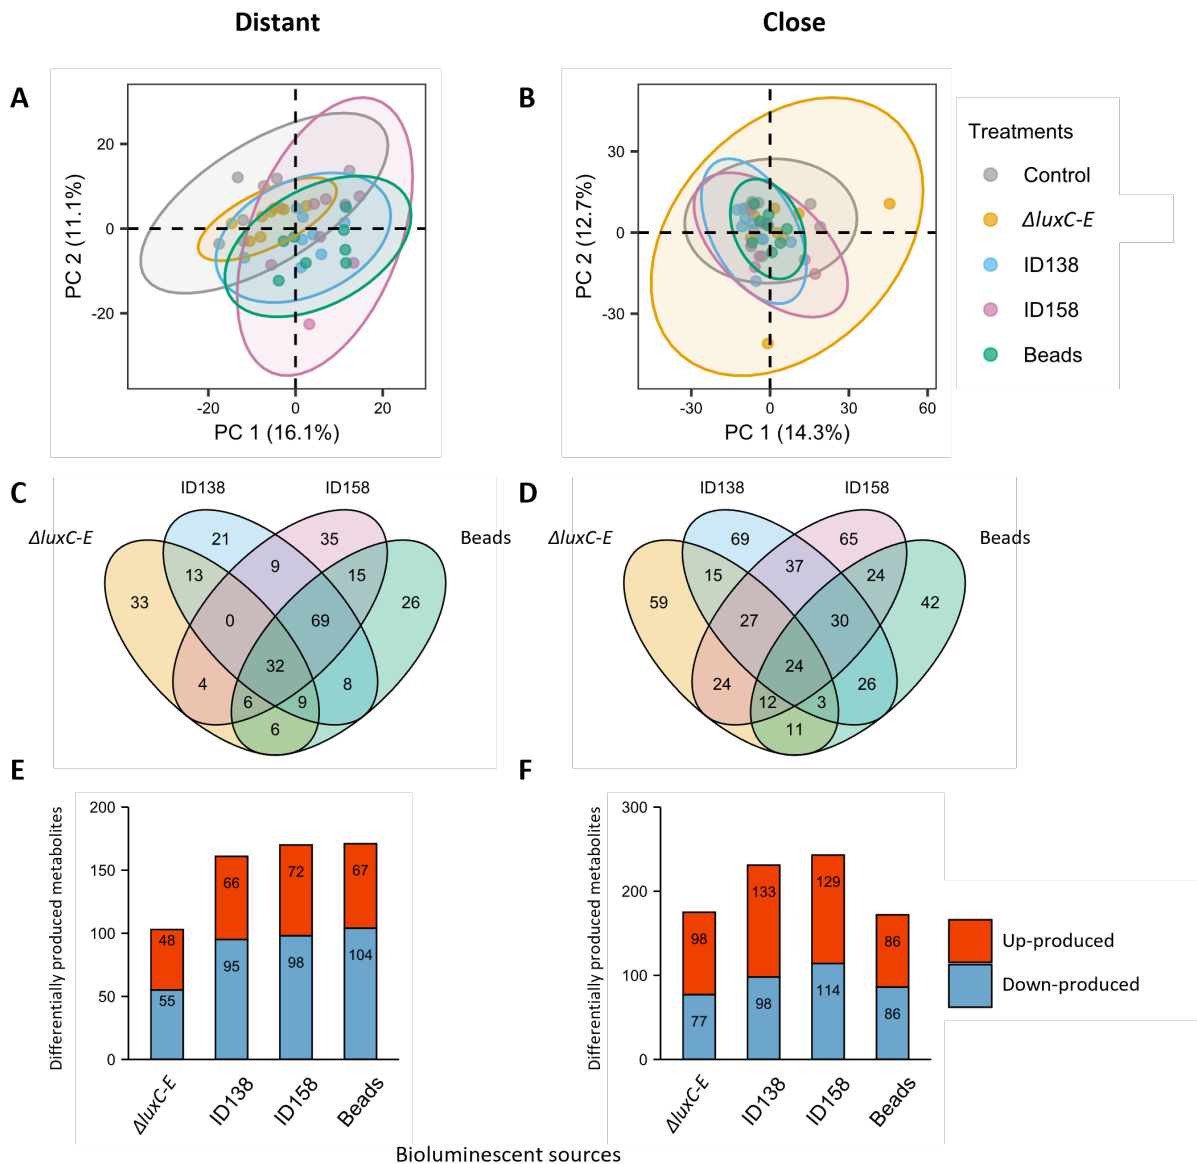 Distant
Close
A
20
0
-20
-20
0
20
PC 2 (11.1%)
PC 1 (16.1%)
B
30
0
-30
-30
0
30
60
PC 2 (12.7%)
PC 1 (14.3%)
Treatments
Control
ΔluxC-E
ID138
ID158
Beads
C
ID138
ID158
ΔluxC-E
Beads
21
35
13
9
15
33
26
0
69
32
4
8
6
9
6
D
ID138
ID158
ΔluxC-E
Beads
69
65
15
37
24
59
42
27
30
24
24
26
12
3
11
E
Differentially produced metabolites
200
150
100
50
0
48
55
66
95
72
98
67
104
ΔluxC-E
ID138
ID158
Beads
F
Differentially produced metabolites
300
200
100
0
98
77
133
98
129
114
86
86
ΔluxC-E
ID138
ID158
Beads
Up-produced
Down-produced
Bioluminescent sources